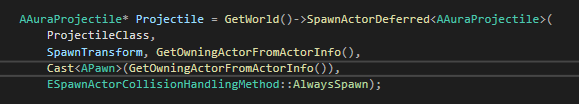 AAuraProjectile* Projectile = GetWorld()->SpawnActorDeferred<AAuraProjectile>(
ProjectileClass,
SpawnTransform, GetOwningActorFromActorInfo(),
Cast<APawn>(GetOwningActorFromActorInfo()),
ESpawnActorCollisionHandlingMethod::AlwaysSpawn);